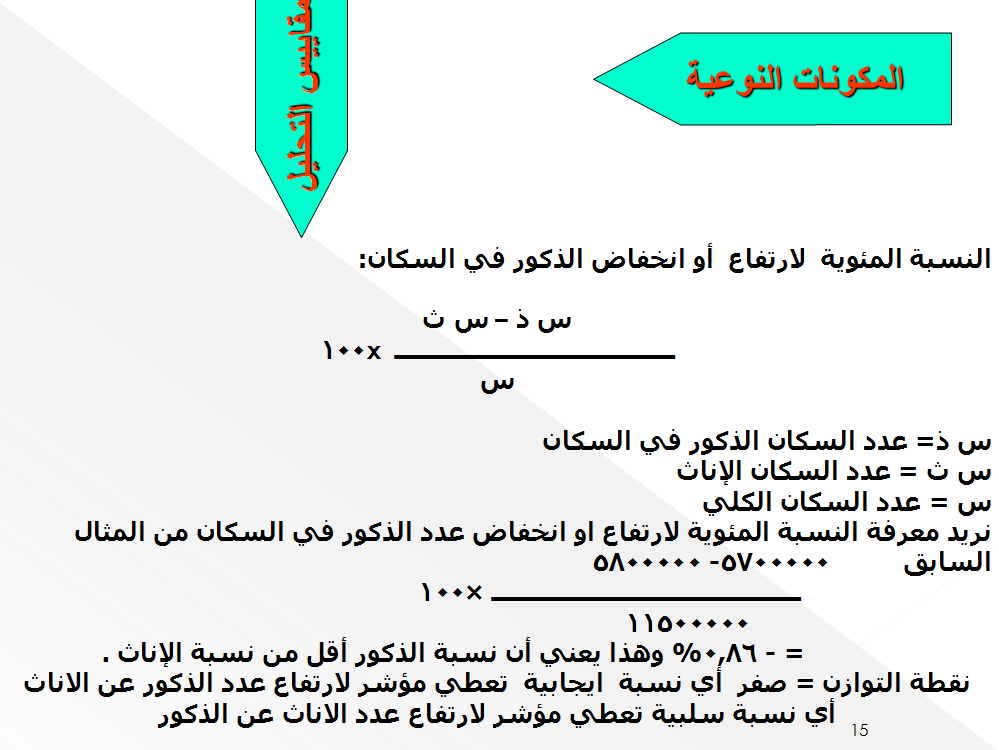 المكونات النوعية
مقاييس التحليل
النسبة المئوية لارتفاع أو انخفاض الذكور في السكان:
س ذ – س ث
ــــــــــــــــــــــــــــــــ x١٠٠
س
س ذ= عدد السكان الذكور في السكان
س ث = عدد السكان الإناث
س = عدد السكان الكلي
نريد معرفة النسبة المئوية لارتفاع او انخفاض عدد الذكور في السكان من المثال
السابق ٥٧٠٠٠٠٠- ٥٨٠٠٠٠٠
ــــــــــــــــــــــــــــــــــ ×١٠٠
١١٥٠٠٠٠٠
= - ٠,٨٦% وهذا يعني أن نسبة الذكور أقل من نسبة الإناث .
نقطة التوازن = صفر أي نسبة ايجابية تعطي مؤشر لارتفاع عدد الذكور عن الاناث
أي نسبة سلبية تعطي مؤشر لارتفاع عدد الاناث عن الذكور
15